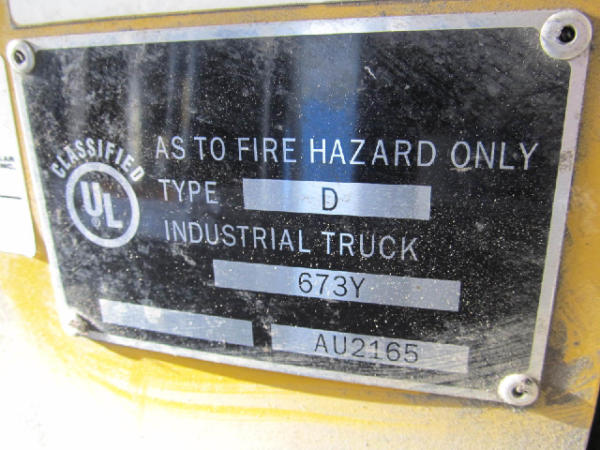 CLASSIFIED
UL
AS TO FIRE HAZARD ONLY
TYPE D
INDUSTRIAL TRUCK
673Y
AU2165